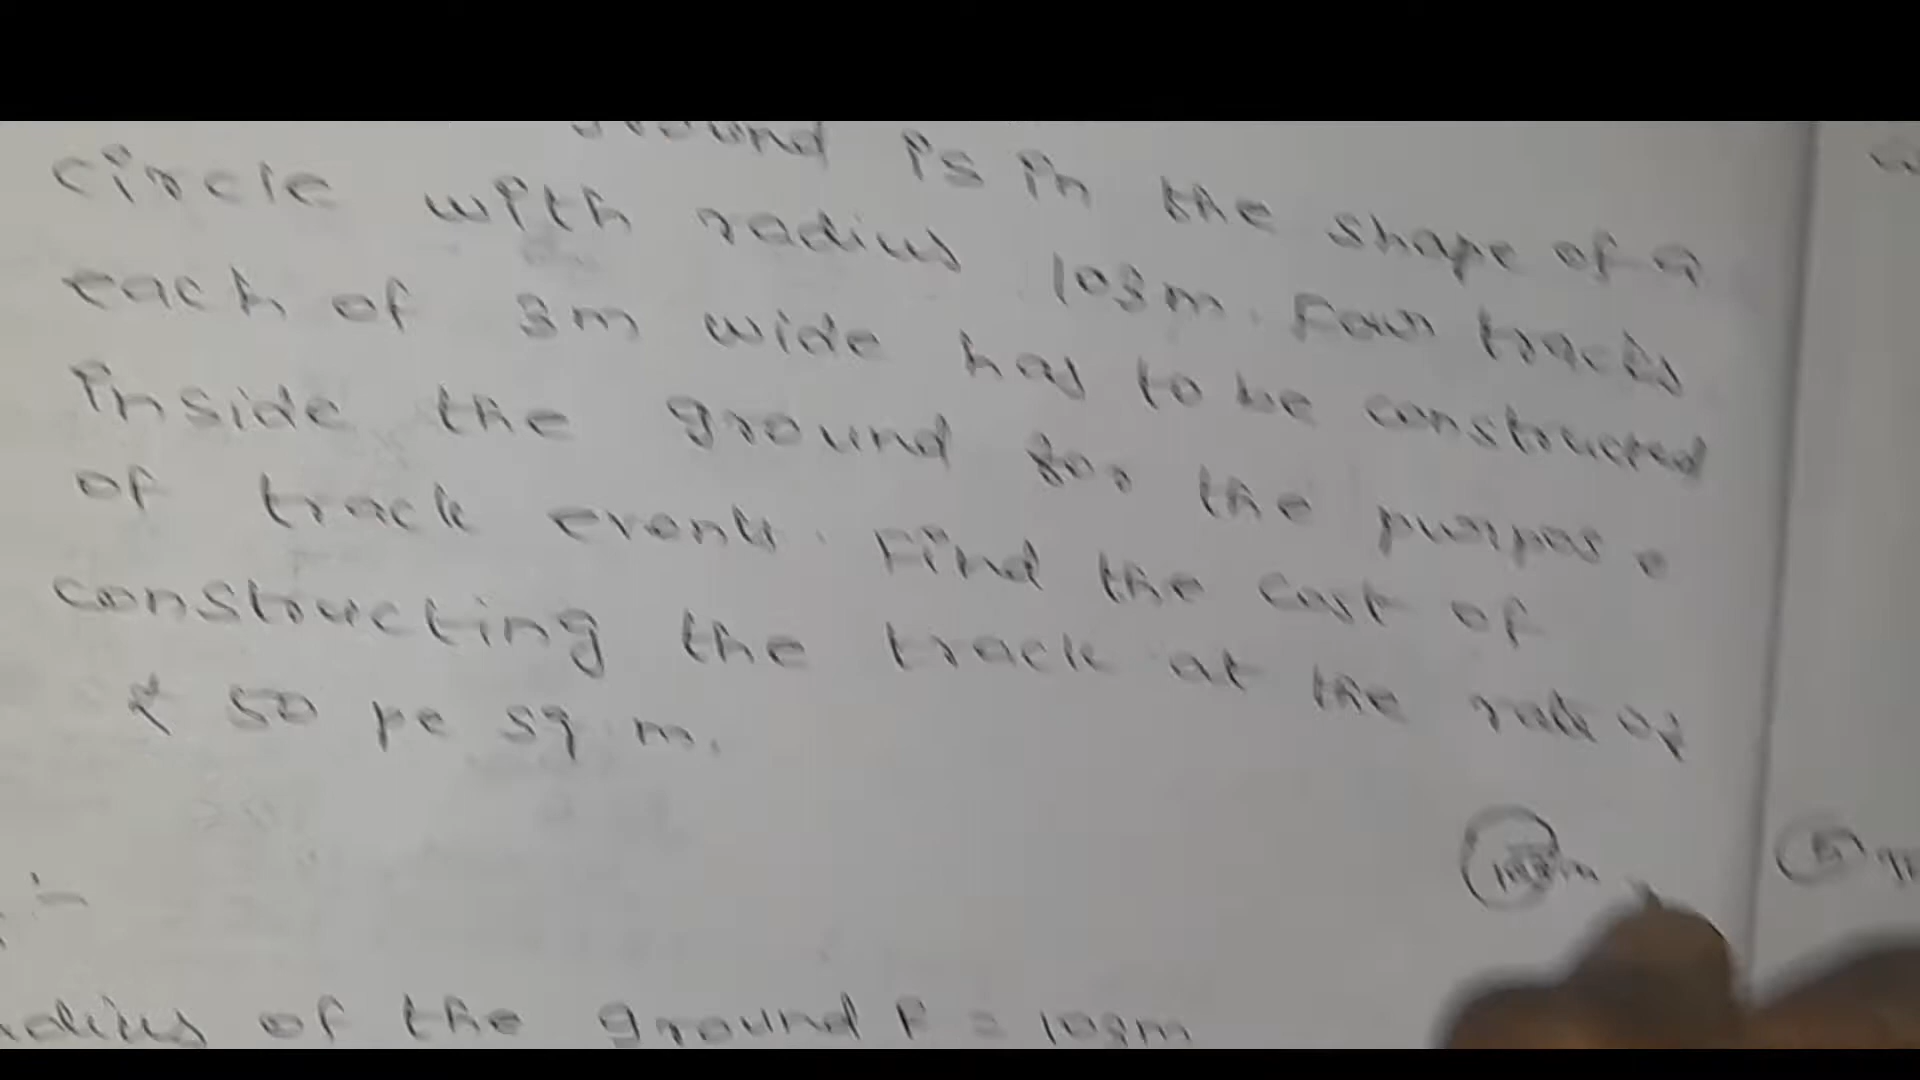 ground is in the shape of a
circle with radius 103m. Four tracks
each of 3m wide has to be constructed
inside the ground for the purpose
of track events. Find the cost of
constructing the track at the rate of
₹ 50 pe sq.m.
103m
:-
radius of the ground R = 103m